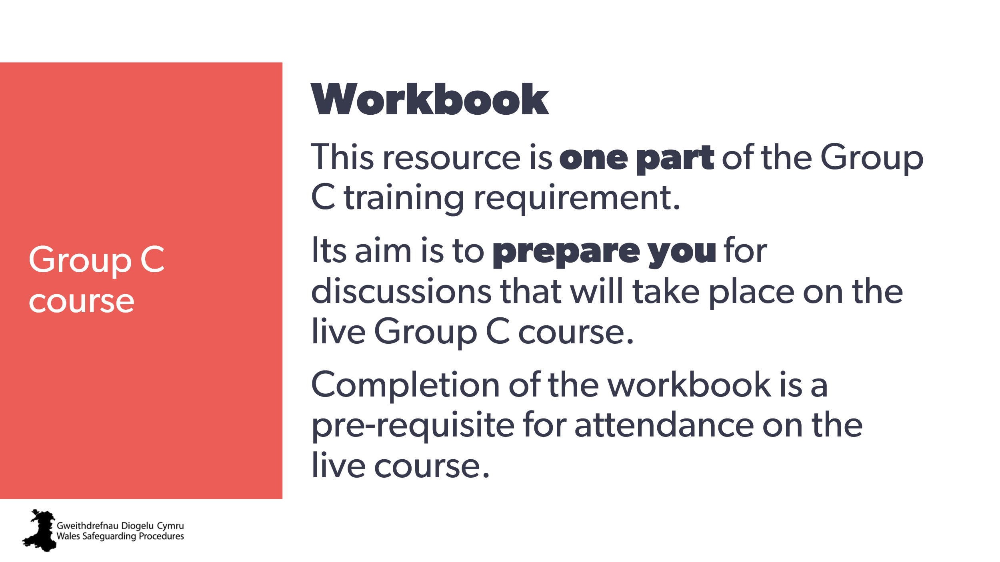 Group C
course
Workbook
This resource is one part of the Group
C training requirement.
Its aim is to prepare you for
discussions that will take place on the
live Group C course.
Completion of the workbook is a
pre-requisite for attendance on the
live course.
Gweithdrefnau Diogelu Cymru
Wales Safeguarding Procedures